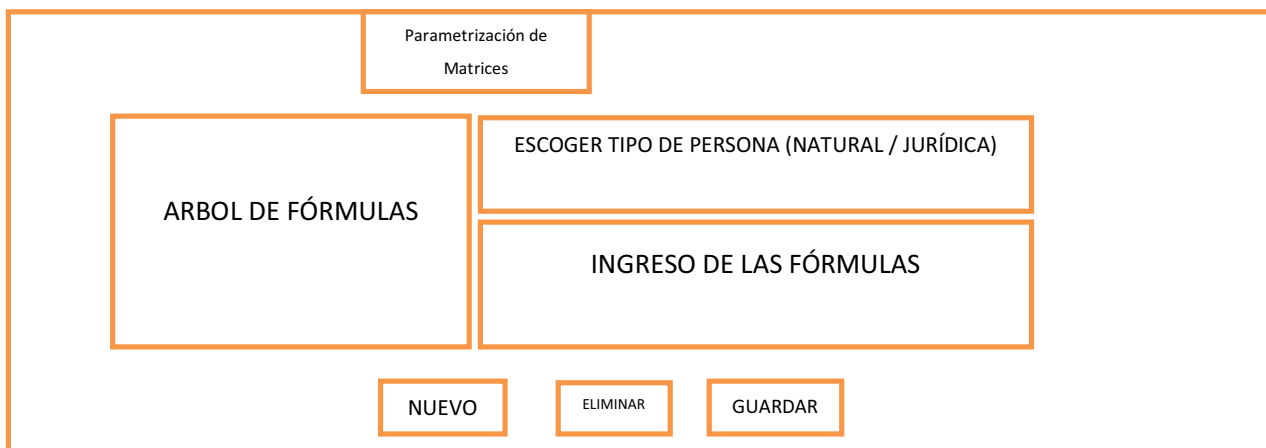 Parametrización de
Matrices
ESCOGER TIPO DE PERSONA (NATURAL / JURÍDICA)
ARBOL DE FÓRMULAS
INGRESO DE LAS FÓRMULAS
NUEVO
ELIMINAR
GUARDAR